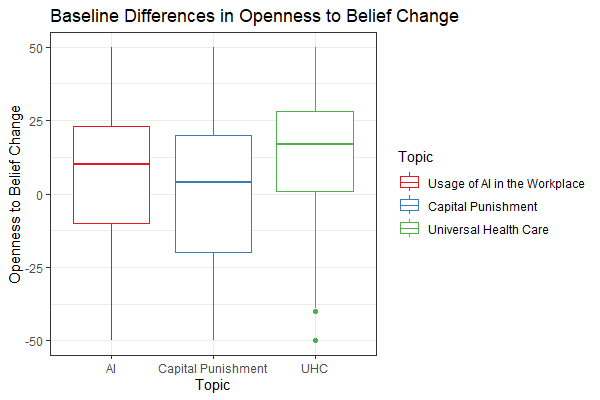 Baseline Differences in Openness to Belief Change
Openness to Belief Change
50
25
0
-25
-50
AI
Capital Punishment
UHC
Topic
Topic
Usage of AI in the Workplace
Capital Punishment
Universal Health Care